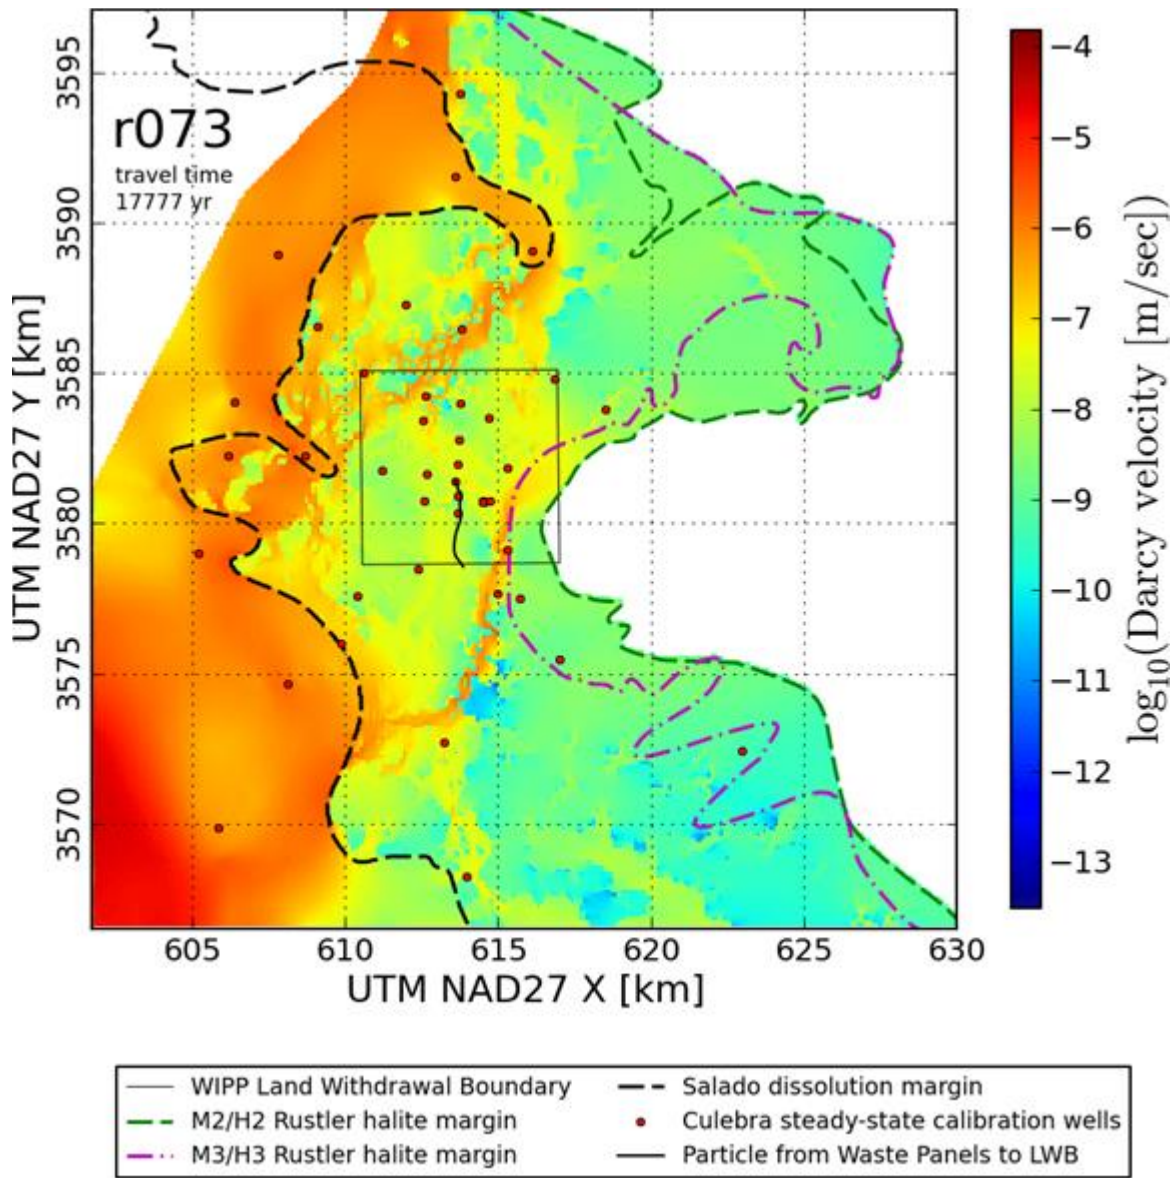 r073
travel time
17777 yr
UTM NAD27 Y [km]
3595
3590
3585
3580
3575
3570
605
610
615
620
625
630
UTM NAD27 X [km]
−4
−5
−6
−7
−8
−9
−10
−11
−12
−13
log₁₀(Darcy velocity [m/sec])
WIPP Land Withdrawal Boundary
M2/H2 Rustler halite margin
M3/H3 Rustler halite margin
Salado dissolution margin
Culebra steady-state calibration wells
Particle from Waste Panels to LWB